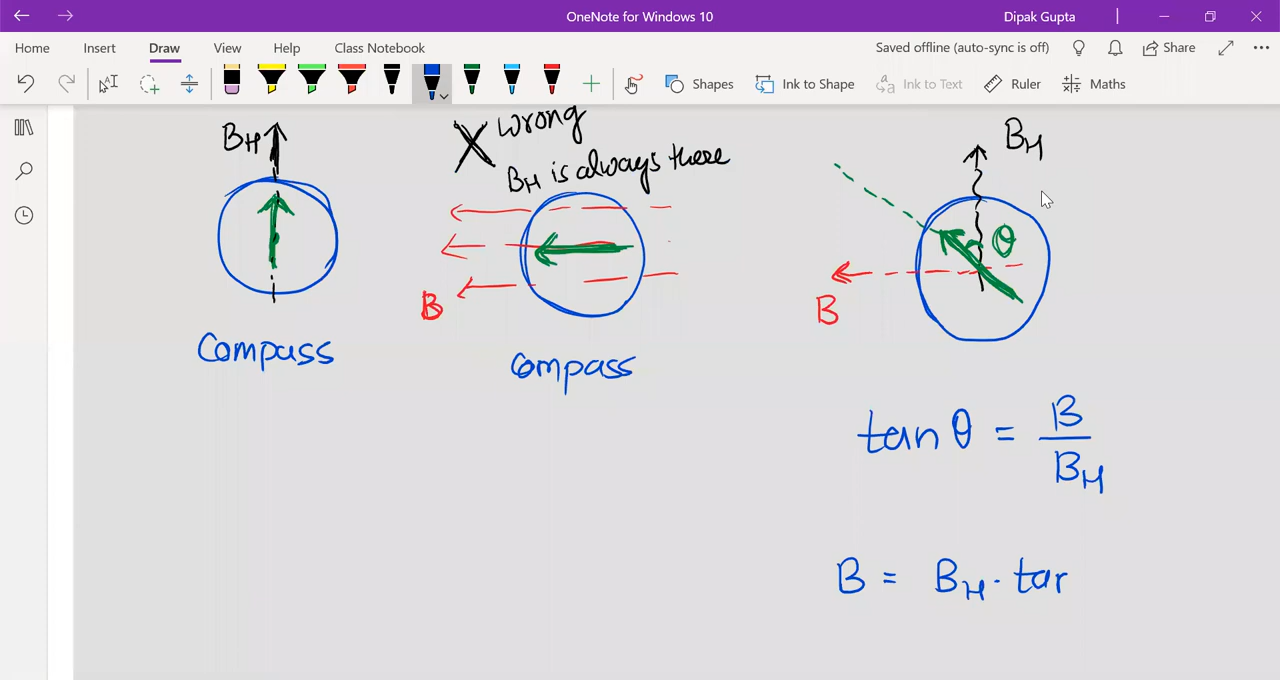 OneNote for Windows 10
Dipak Gupta
Home Insert Draw View Help Class Notebook
Saved offline (auto-sync is off)
Share
Shapes
Ink to Shape
Ink to Text
Ruler
Maths
BH
X wrong
BH is always there
B
Compass
Compass
BH
θ
B
tan θ = B / BH
B = BH · tar